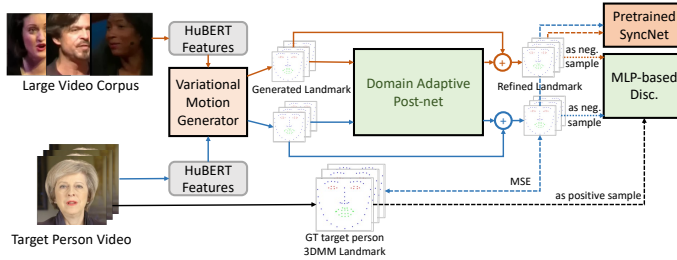 HuBERT
Features
Large Video Corpus
Variational
Motion
Generator
Generated Landmark
Domain Adaptive
Post-net
Refined Landmark
as neg.
sample
Pretrained
SyncNet
MLP-based
Disc.
as neg.
sample
HuBERT
Features
MSE
as positive sample
Target Person Video
GT target person
3DMM Landmark